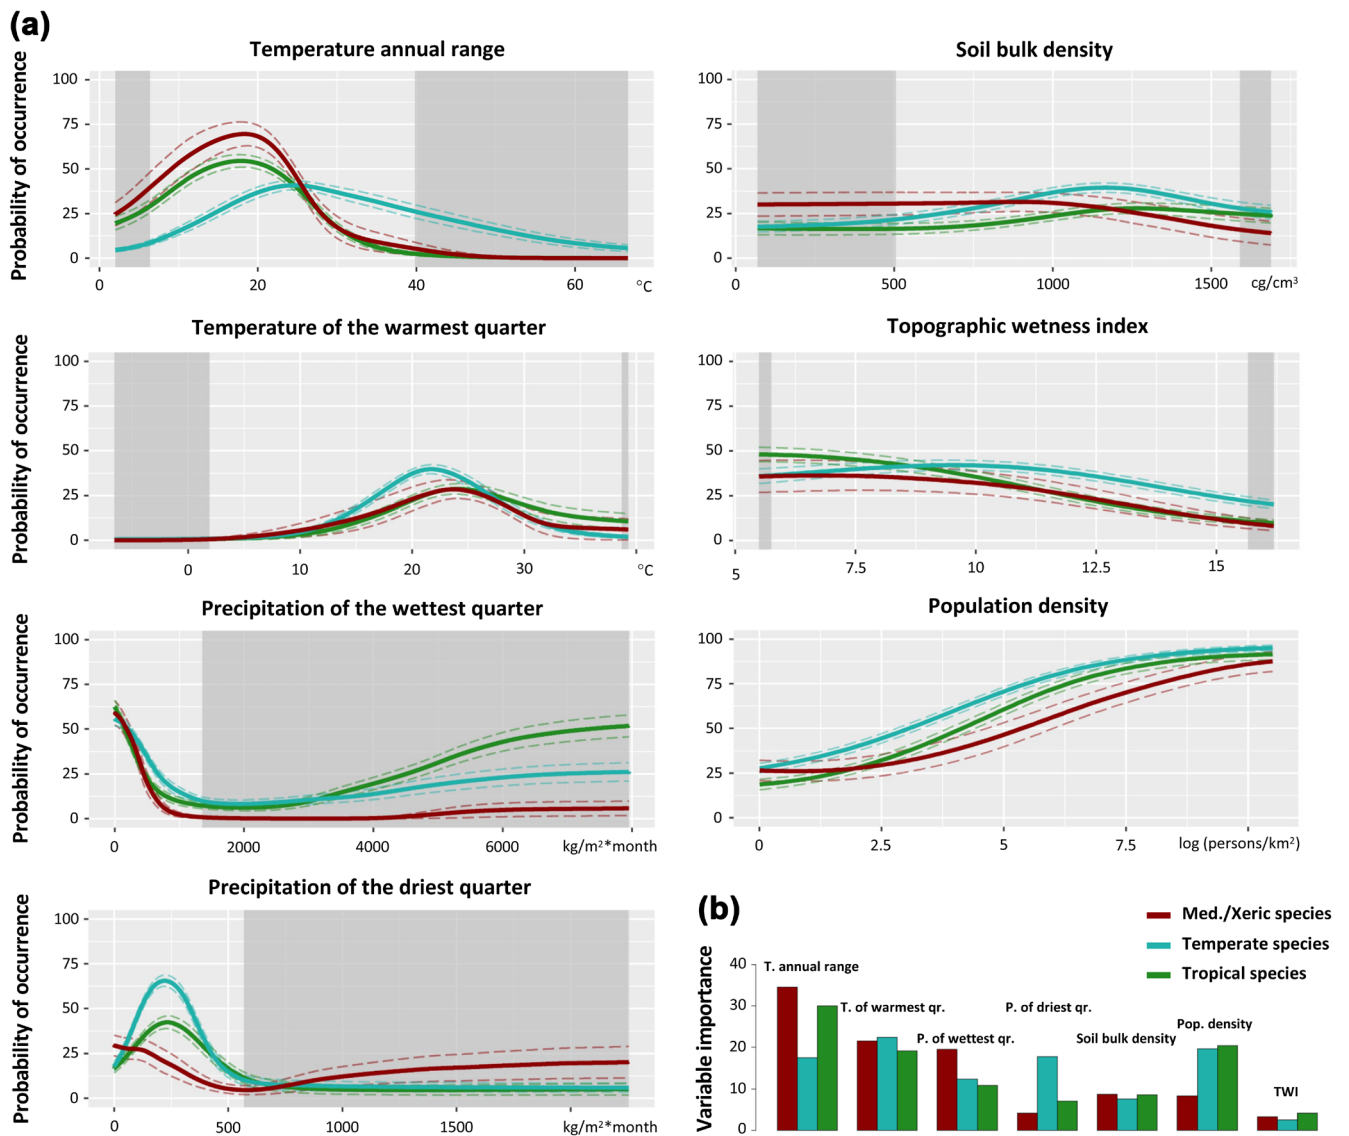 (a)
Temperature annual range
Probability of occurrence
100
75
50
25
0
0 20 40 60 °C
Soil bulk density
100
75
50
25
0
0 500 1000 1500 cg/cm³
Temperature of the warmest quarter
Probability of occurrence
100
75
50
25
0
0 10 20 30 °C
Topographic wetness index
100
75
50
25
0
5 7.5 10 12.5 15
Precipitation of the wettest quarter
Probability of occurrence
100
75
50
25
0
0 2000 4000 6000 kg/m²*month
Population density
100
75
50
25
0
0 2.5 5 7.5 log (persons/km²)
Precipitation of the driest quarter
Probability of occurrence
100
75
50
25
0
0 500 1000 1500 kg/m²*month
(b)
Med./Xeric species
Temperate species
Tropical species
Variable importance
40
30
20
10
0
T. annual range
T. of warmest qr.
P. of wettest qr.
P. of driest qr.
Soil bulk density
Pop. density
TWI